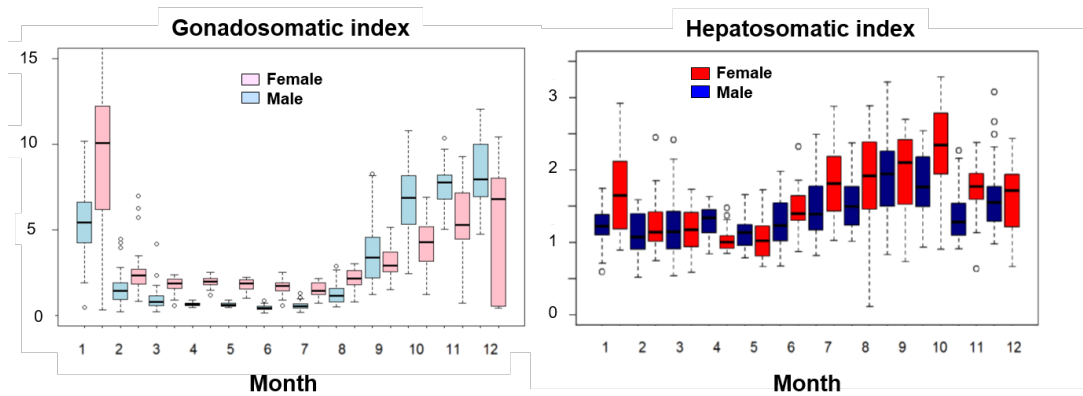 Gonadosomatic index
15
10
5
0
Female
Male
1 2 3 4 5 6 7 8 9 10 11 12
Month
Hepatosomatic index
3
2
1
0
Female
Male
1 2 3 4 5 6 7 8 9 10 11 12
Month